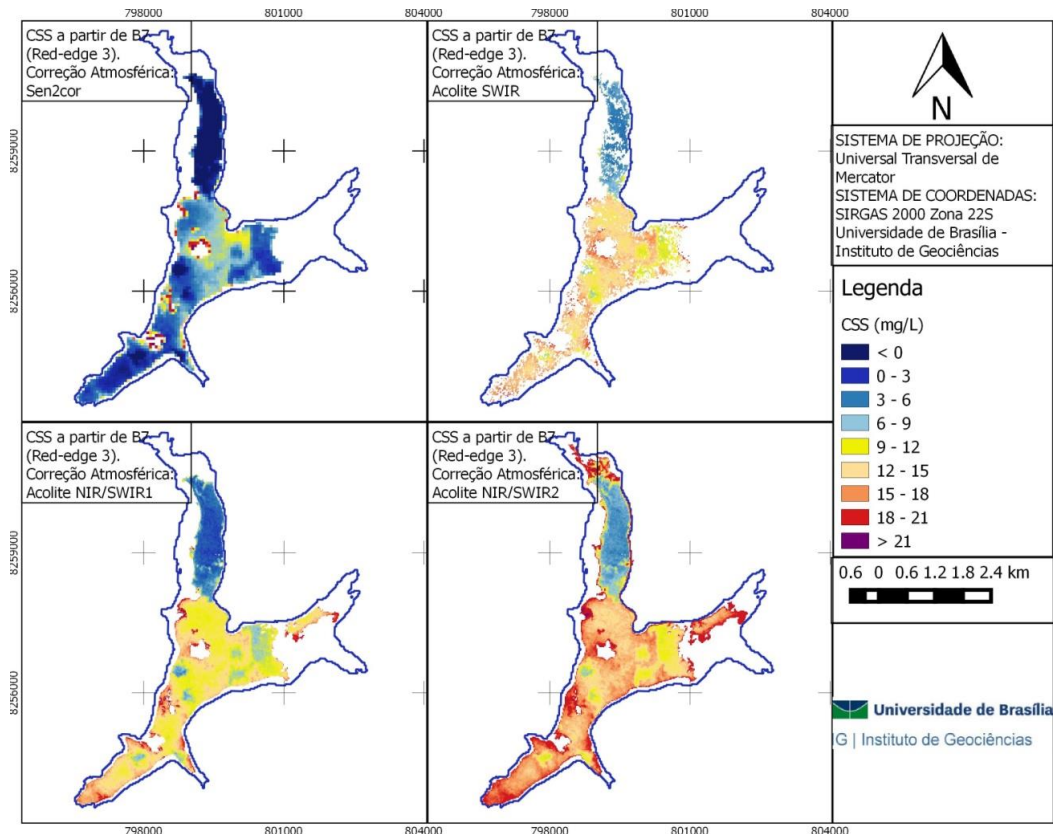 798000
801000
804000
798000
801000
804000
CSS a partir de B7
(Red-edge 3).
Correção Atmosférica:
Sen2cor
CSS a partir de B7
(Red-edge 3).
Correção Atmosférica:
Acolite SWIR
8259000
8250000
CSS a partir de B7
(Red-edge 3).
Correção Atmosférica:
Acolite NIR/SWIR1
CSS a partir de B7
(Red-edge 3).
Correção Atmosférica:
Acolite NIR/SWIR2
8259000
8250000
798000
801000
804000
798000
801000
804000
N
SISTEMA DE PROJEÇÃO:
Universal Transversal de
Mercator
SISTEMA DE COORDENADAS:
SIRGAS 2000 Zona 22S
Universidade de Brasília -
Instituto de Geociências
Legenda
CSS (mg/L)
< 0
0 - 3
3 - 6
6 - 9
9 - 12
12 - 15
15 - 18
18 - 21
> 21
0.6 0 0.6 1.2 1.8 2.4 km
Universidade de Brasília
IG | Instituto de Geociências